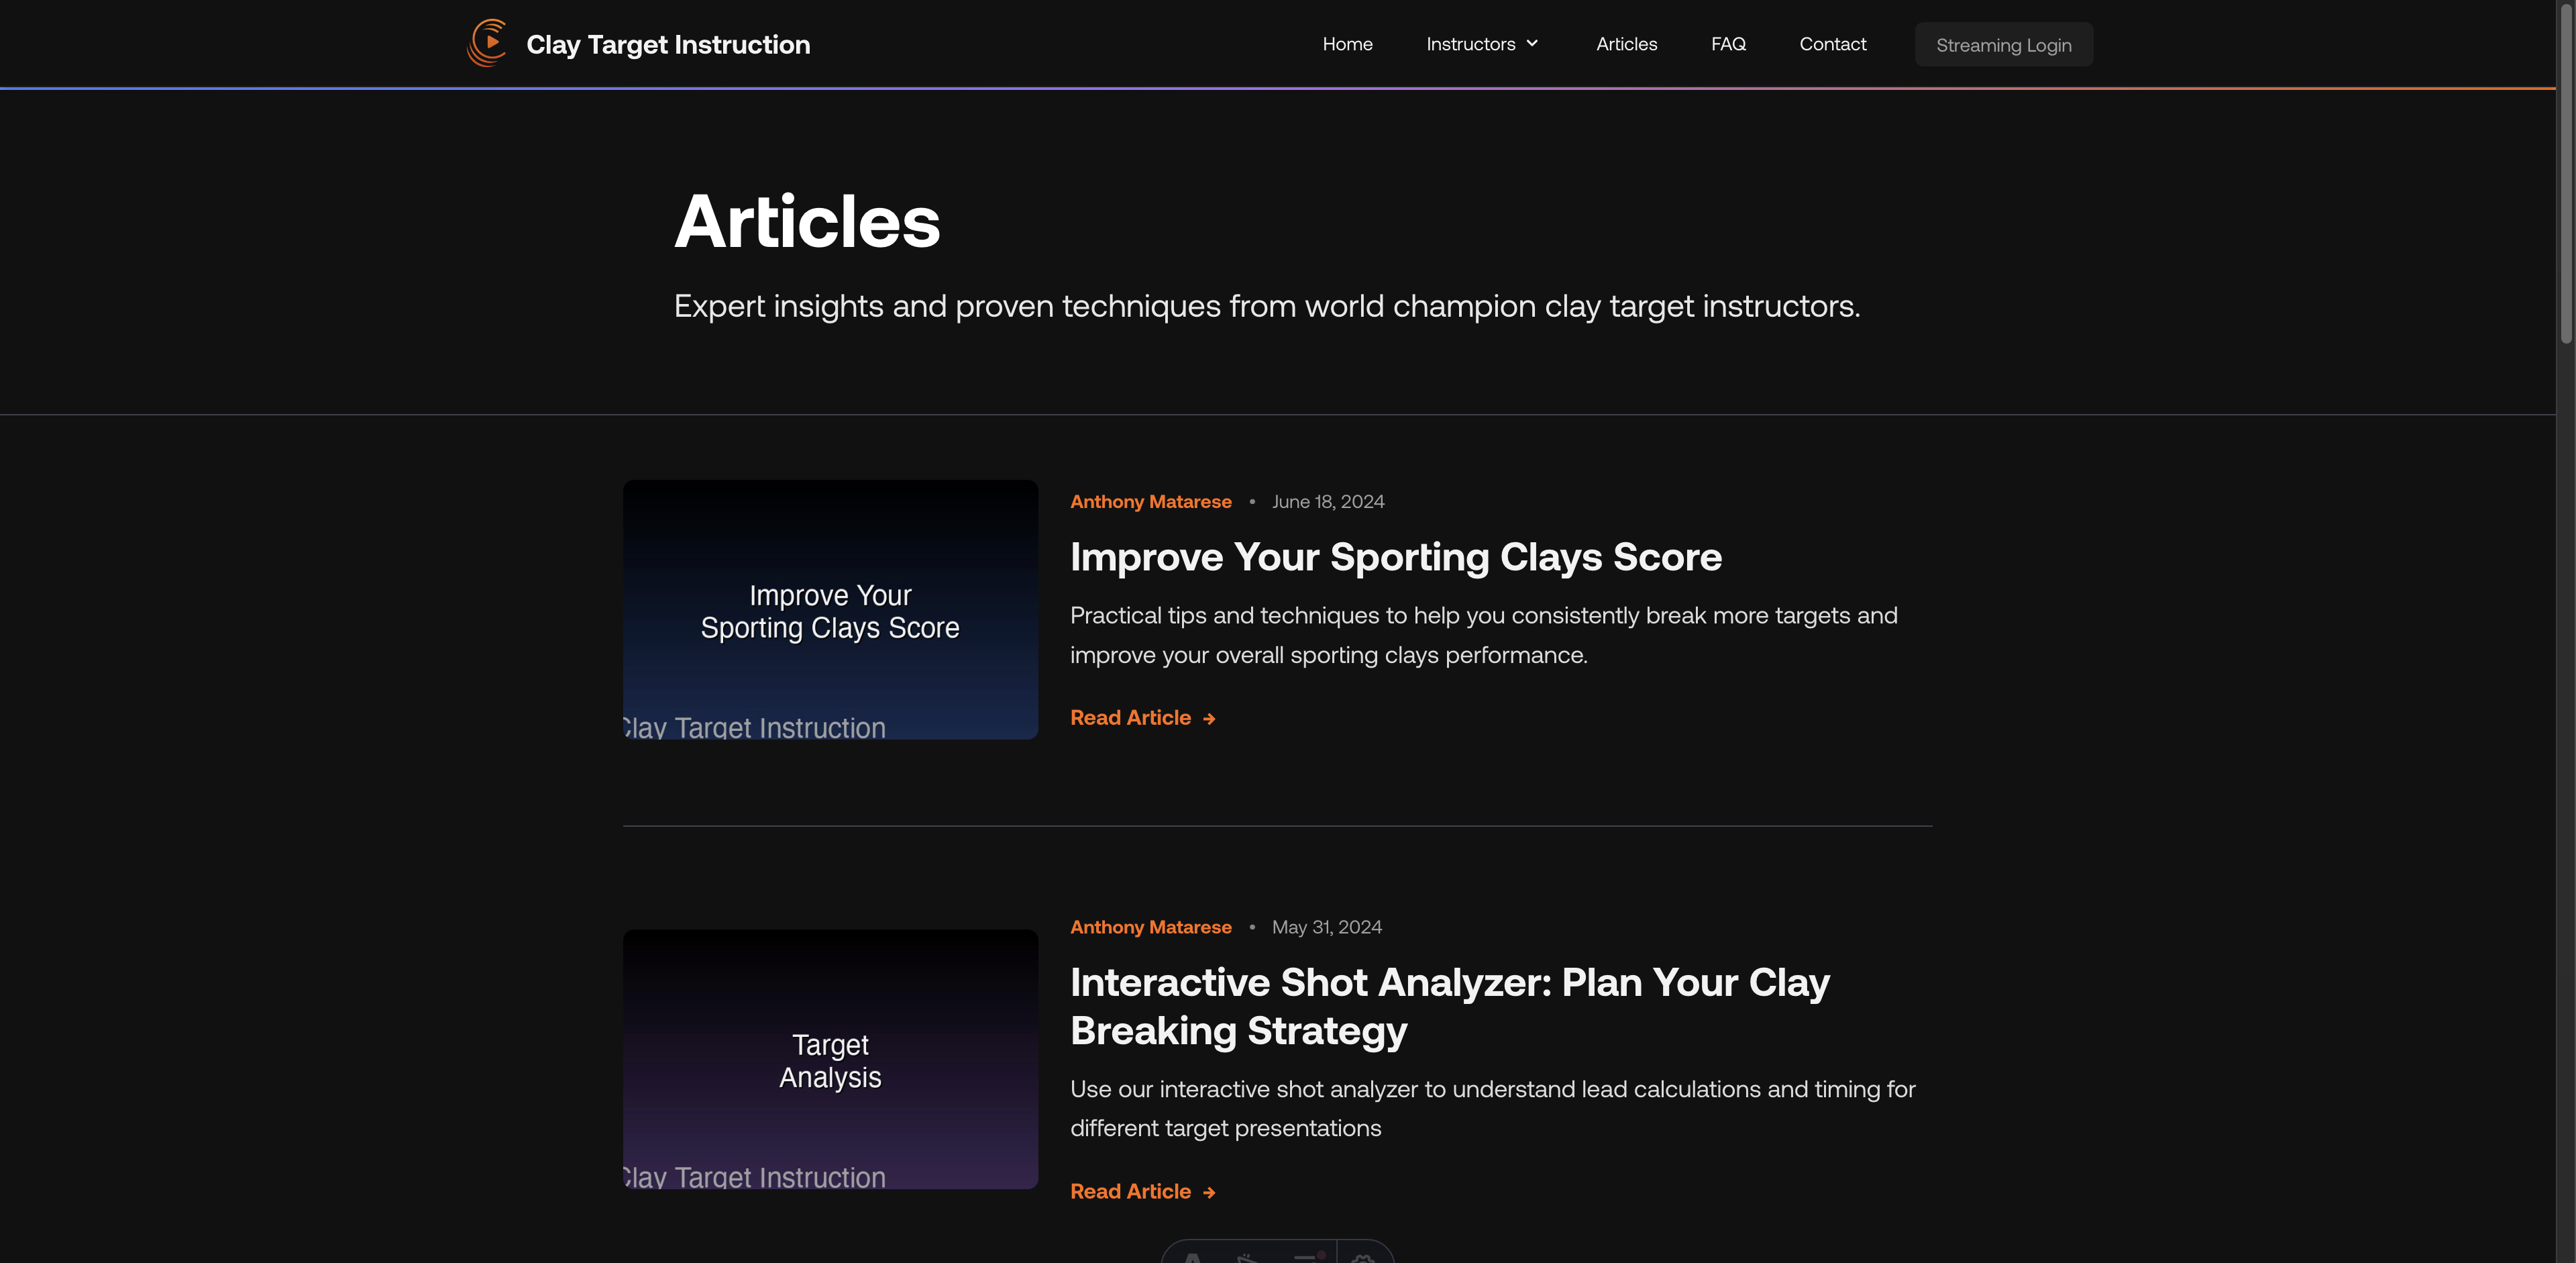 Clay Target Instruction
Home Instructors Articles FAQ Contact Streaming Login
Articles
Expert insights and proven techniques from world champion clay target instructors.
Improve Your
Sporting Clays Score
Clay Target Instruction
Anthony Matarese • June 18, 2024
Improve Your Sporting Clays Score
Practical tips and techniques to help you consistently break more targets and
improve your overall sporting clays performance.
Read Article →
Target
Analysis
Clay Target Instruction
Anthony Matarese • May 31, 2024
Interactive Shot Analyzer: Plan Your Clay
Breaking Strategy
Use our interactive shot analyzer to understand lead calculations and timing for
different target presentations
Read Article →